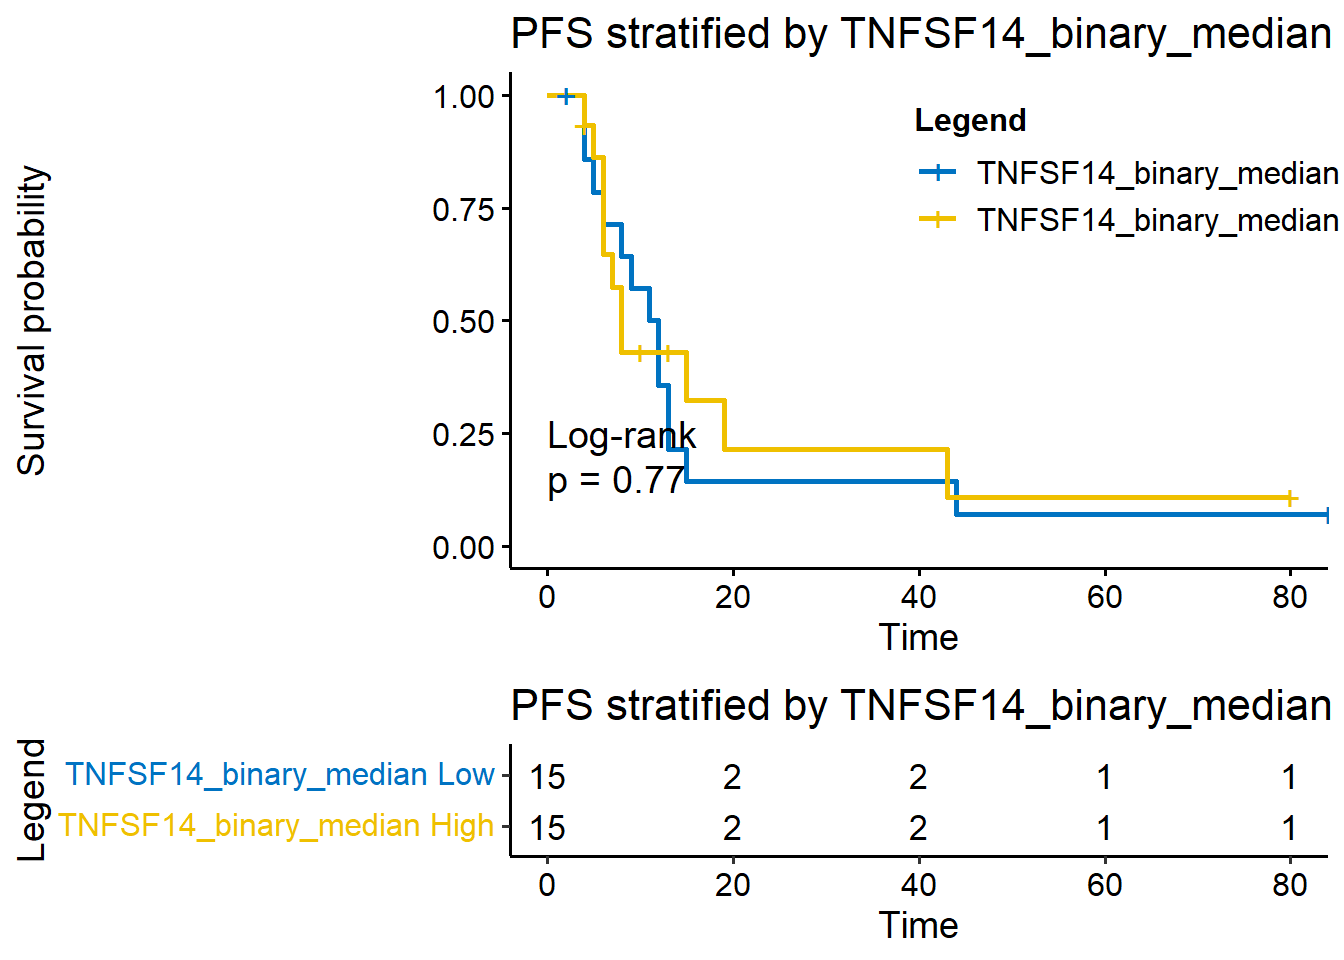 PFS stratified by TNFSF14_binary_median
Survival probability
1.00
0.75
0.50
0.25
0.00
Legend
TNFSF14_binary_median
TNFSF14_binary_median
Log-rank
p = 0.77
0 20 40 60 80
Time
PFS stratified by TNFSF14_binary_median
Legend
TNFSF14_binary_median Low 15 2 2 1 1
TNFSF14_binary_median High 15 2 2 1 1
0 20 40 60 80
Time